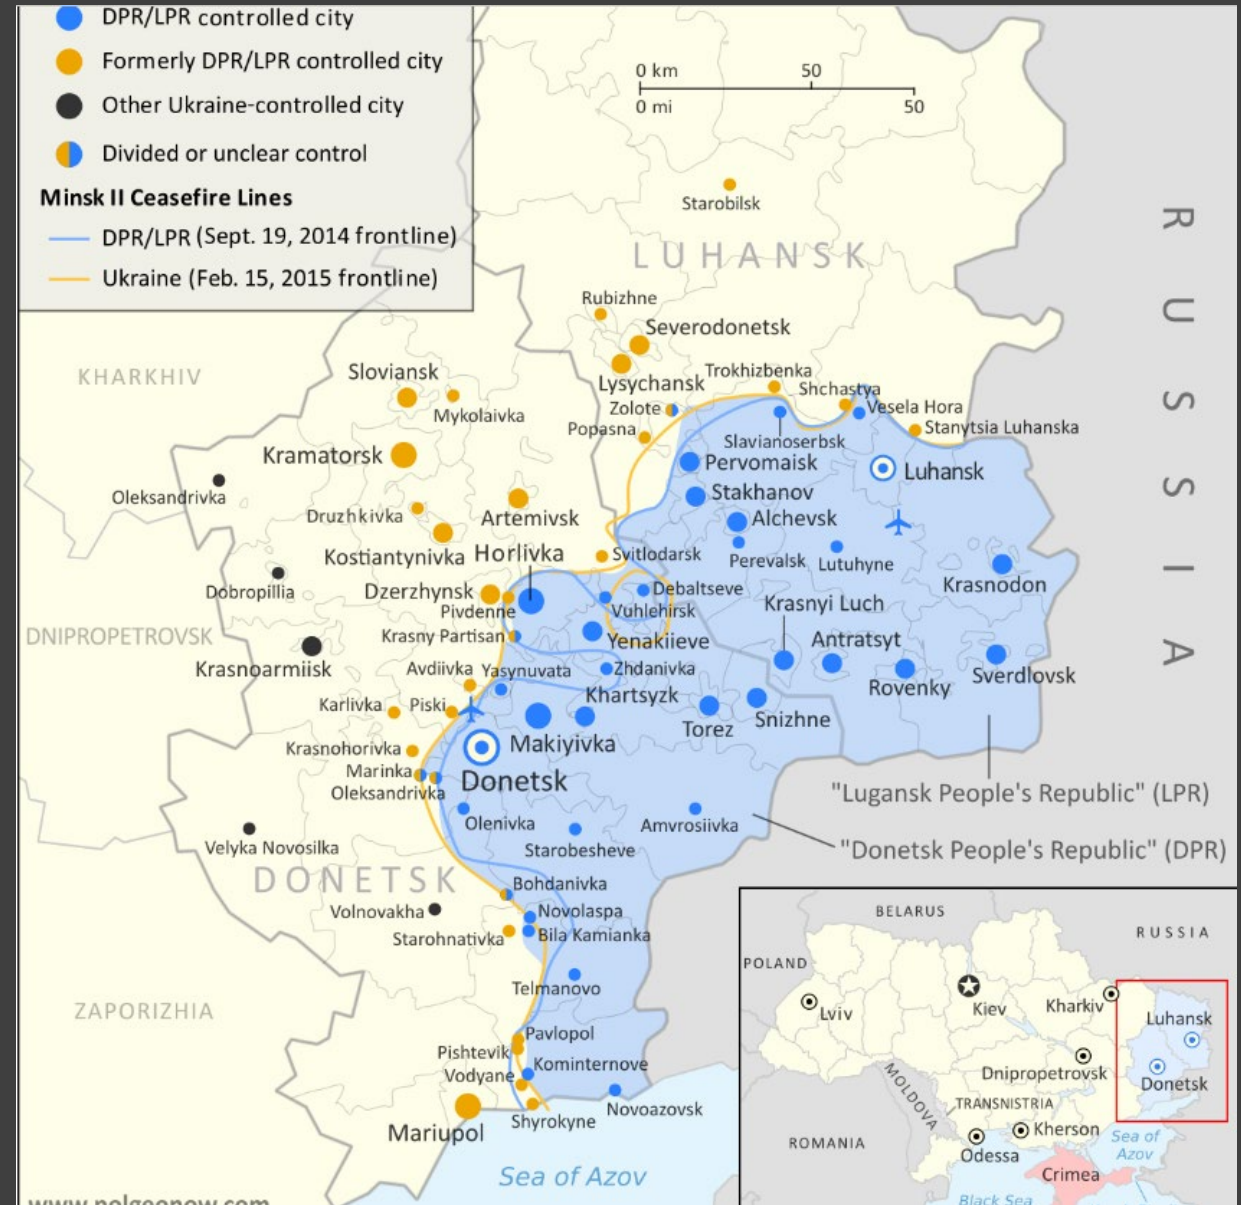 DPR/LPR controlled city
Formerly DPR/LPR controlled city
Other Ukraine-controlled city
Divided or unclear control
Minsk II Ceasefire Lines
DPR/LPR (Sept. 19, 2014 frontline)
Ukraine (Feb. 15, 2015 frontline)
0 km 50
0 mi 50
Starobilsk
LUHANSK
RUSSIA
Rubizhne
Severodonetsk
Lysychansk
KHARKHIV
Sloviansk
Mykolaivka
Trokhizbenka
Shchastya
Zolote
Vesela Hora
Popasna
Stanytsia Luhanska
Slavianoserbsk
Kramatorsk
Pervomaisk
Luhansk
Oleksandrivka
Stakhanov
Druzhkivka
Artemivsk
Alchevsk
Kostiantynivka
Horlivka
Svitlodarsk
Perevalsk
Lutuhyne
Krasnodon
Dobropillia
Dzerzhynsk
Debaltseve
Pivdenne
Vuhlehirsk
Krasnyi Luch
DNIPROPETROVSK
Krasny Partisan
Yenakiieve
Antratsyt
Krasnoarmiisk
Avdiivka
Yasynuvata
Zhdanivka
Rovenky
Sverdlovsk
Karlivka
Piski
Khartsyzk
Torez
Snizhne
Krasnohorivka
Makiyivka
Marinka
Donetsk
Oleksandrivka
"Lugansk People's Republic" (LPR)
Olenivka
Amvrosiivka
Velyka Novosilka
Starobesheve
"Donetsk People's Republic" (DPR)
DONETSK
Bohdanivka
Volnovakha
Novolaspa
Starohnativka
Bila Kamianka
Telmanovo
ZAPORIZHIA
Pavlopol
Pishtevik
Kominternove
Vodyane
Novoazovsk
Shyrokyne
Mariupol
Sea of Azov
www.polgeonow.com
BELARUS
RUSSIA
POLAND
Lviv
Kiev
Kharkiv
Luhansk
Dnipropetrovsk
Donetsk
MOLDOVA
TRANSNISTRIA
Kherson
ROMANIA
Odessa
Sea of
Azov
Crimea
Black Sea